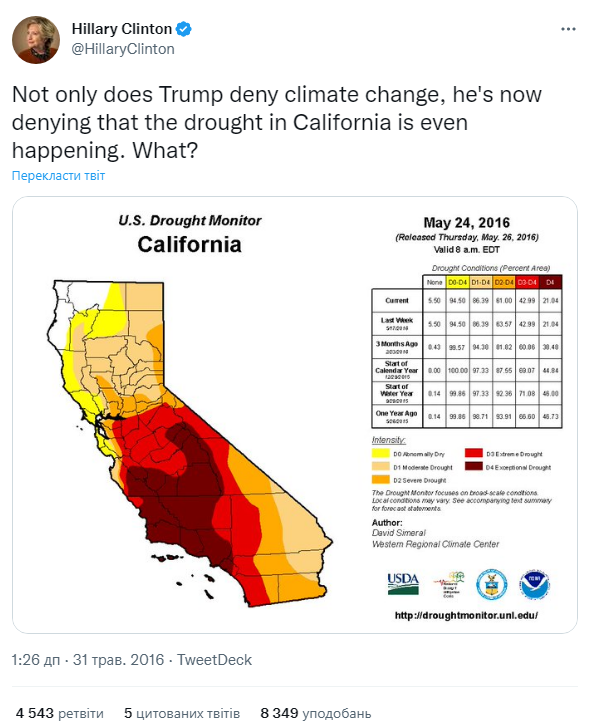 Hillary Clinton
@HillaryClinton
Not only does Trump deny climate change, he's now
denying that the drought in California is even
happening. What?
Перекласти твіт
U.S. Drought Monitor
California
May 24, 2016
(Released Thursday, May. 26, 2016)
Valid 8 a.m. EDT
Drought Conditions (Percent Area)
None D0-D4 D1-D4 D2-D4 D3-D4 D4
Current 5.50 94.50 86.39 61.00 42.99 21.04
Last Week 5.50 94.50 86.39 63.57 42.99 21.04
5/17/2016
3 Months Ago 0.43 99.57 94.38 81.82 60.86 38.48
2/23/2016
Start of
Calendar Year 0.00 100.00 97.33 87.55 69.07 44.84
12/29/2015
Start of
Water Year 0.14 99.86 97.33 92.36 71.08 46.00
9/29/2015
One Year Ago 0.14 99.86 98.71 93.91 66.60 46.73
5/26/2015
Intensity:
D0 Abnormally Dry D3 Extreme Drought
D1 Moderate Drought D4 Exceptional Drought
D2 Severe Drought
The Drought Monitor focuses on broad-scale conditions.
Local conditions may vary. See accompanying text summary
for forecast statements.
Author:
David Simeral
Western Regional Climate Center
USDA
http://droughtmonitor.unl.edu/
1:26 дп · 31 трав. 2016 · TweetDeck
4 543 ретвіти 5 цитованих твітів 8 349 уподобань